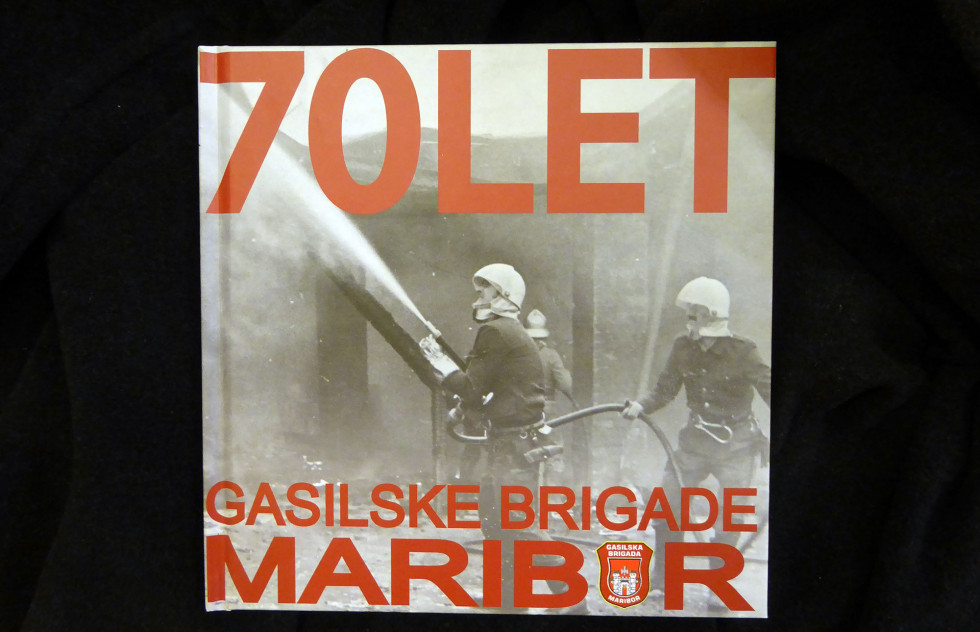 70LET
GASILSKE BRIGADE
MARIBOR
GASILSKA
BRIGADA
MARIBOR